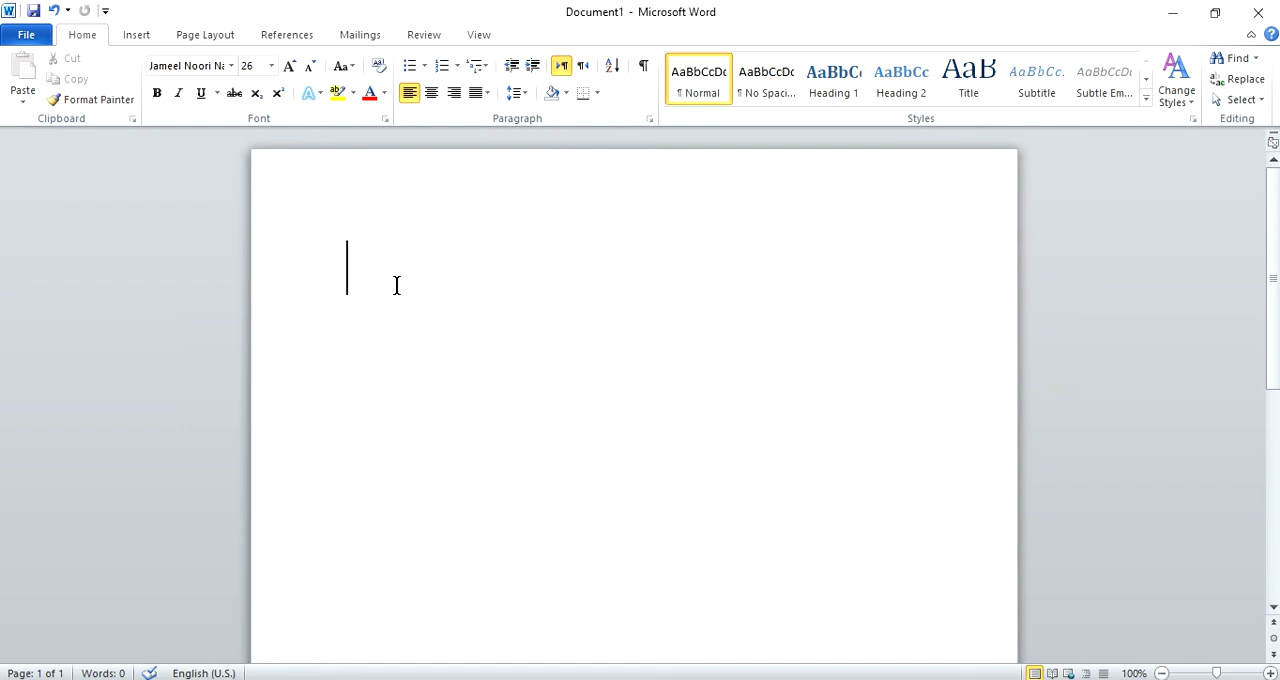 Document1 - Microsoft Word
File Home Insert Page Layout References Mailings Review View
Paste
Cut
Copy
Format Painter
Clipboard
Jameel Noori Na 26
Font
Paragraph
AaBbCcDc AaBbCcDc AaBbC AaBbCc AaB AaBbCc. AaBbCcDc
¶ Normal ¶ No Spaci... Heading 1 Heading 2 Title Subtitle Subtle Em...
Change
Styles
Styles
Find
Replace
Select
Editing
Page: 1 of 1 Words: 0 English (U.S.) 100%